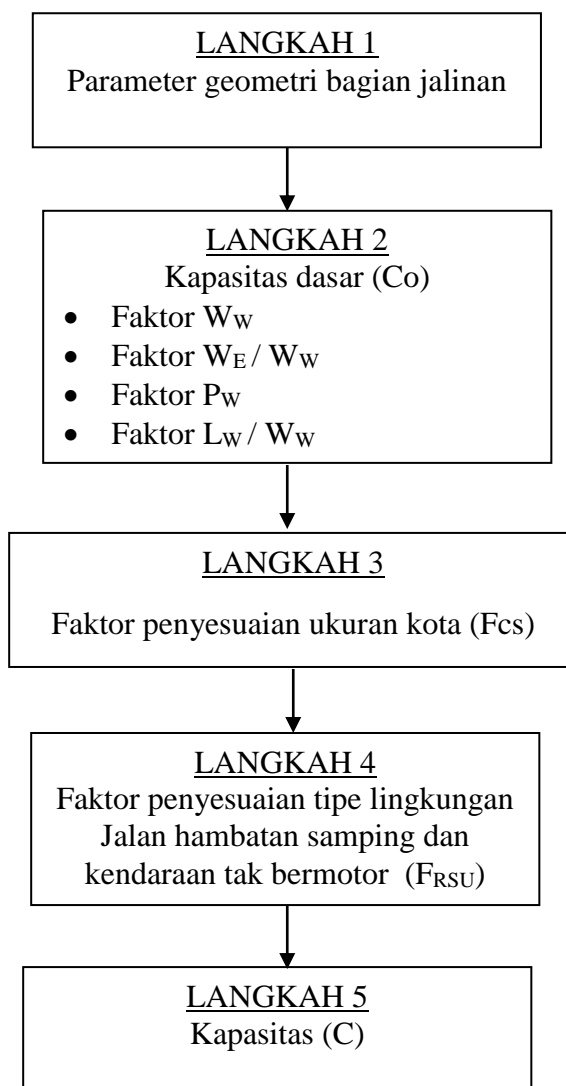 LANGKAH 1
Parameter geometri bagian jalinan
LANGKAH 2
Kapasitas dasar (Co)
• Faktor Ww
• Faktor WE / Ww
• Faktor Pw
• Faktor Lw / Ww
LANGKAH 3
Faktor penyesuaian ukuran kota (Fcs)
LANGKAH 4
Faktor penyesuaian tipe lingkungan
Jalan hambatan samping dan
kendaraan tak bermotor (FRSU)
LANGKAH 5
Kapasitas (C)